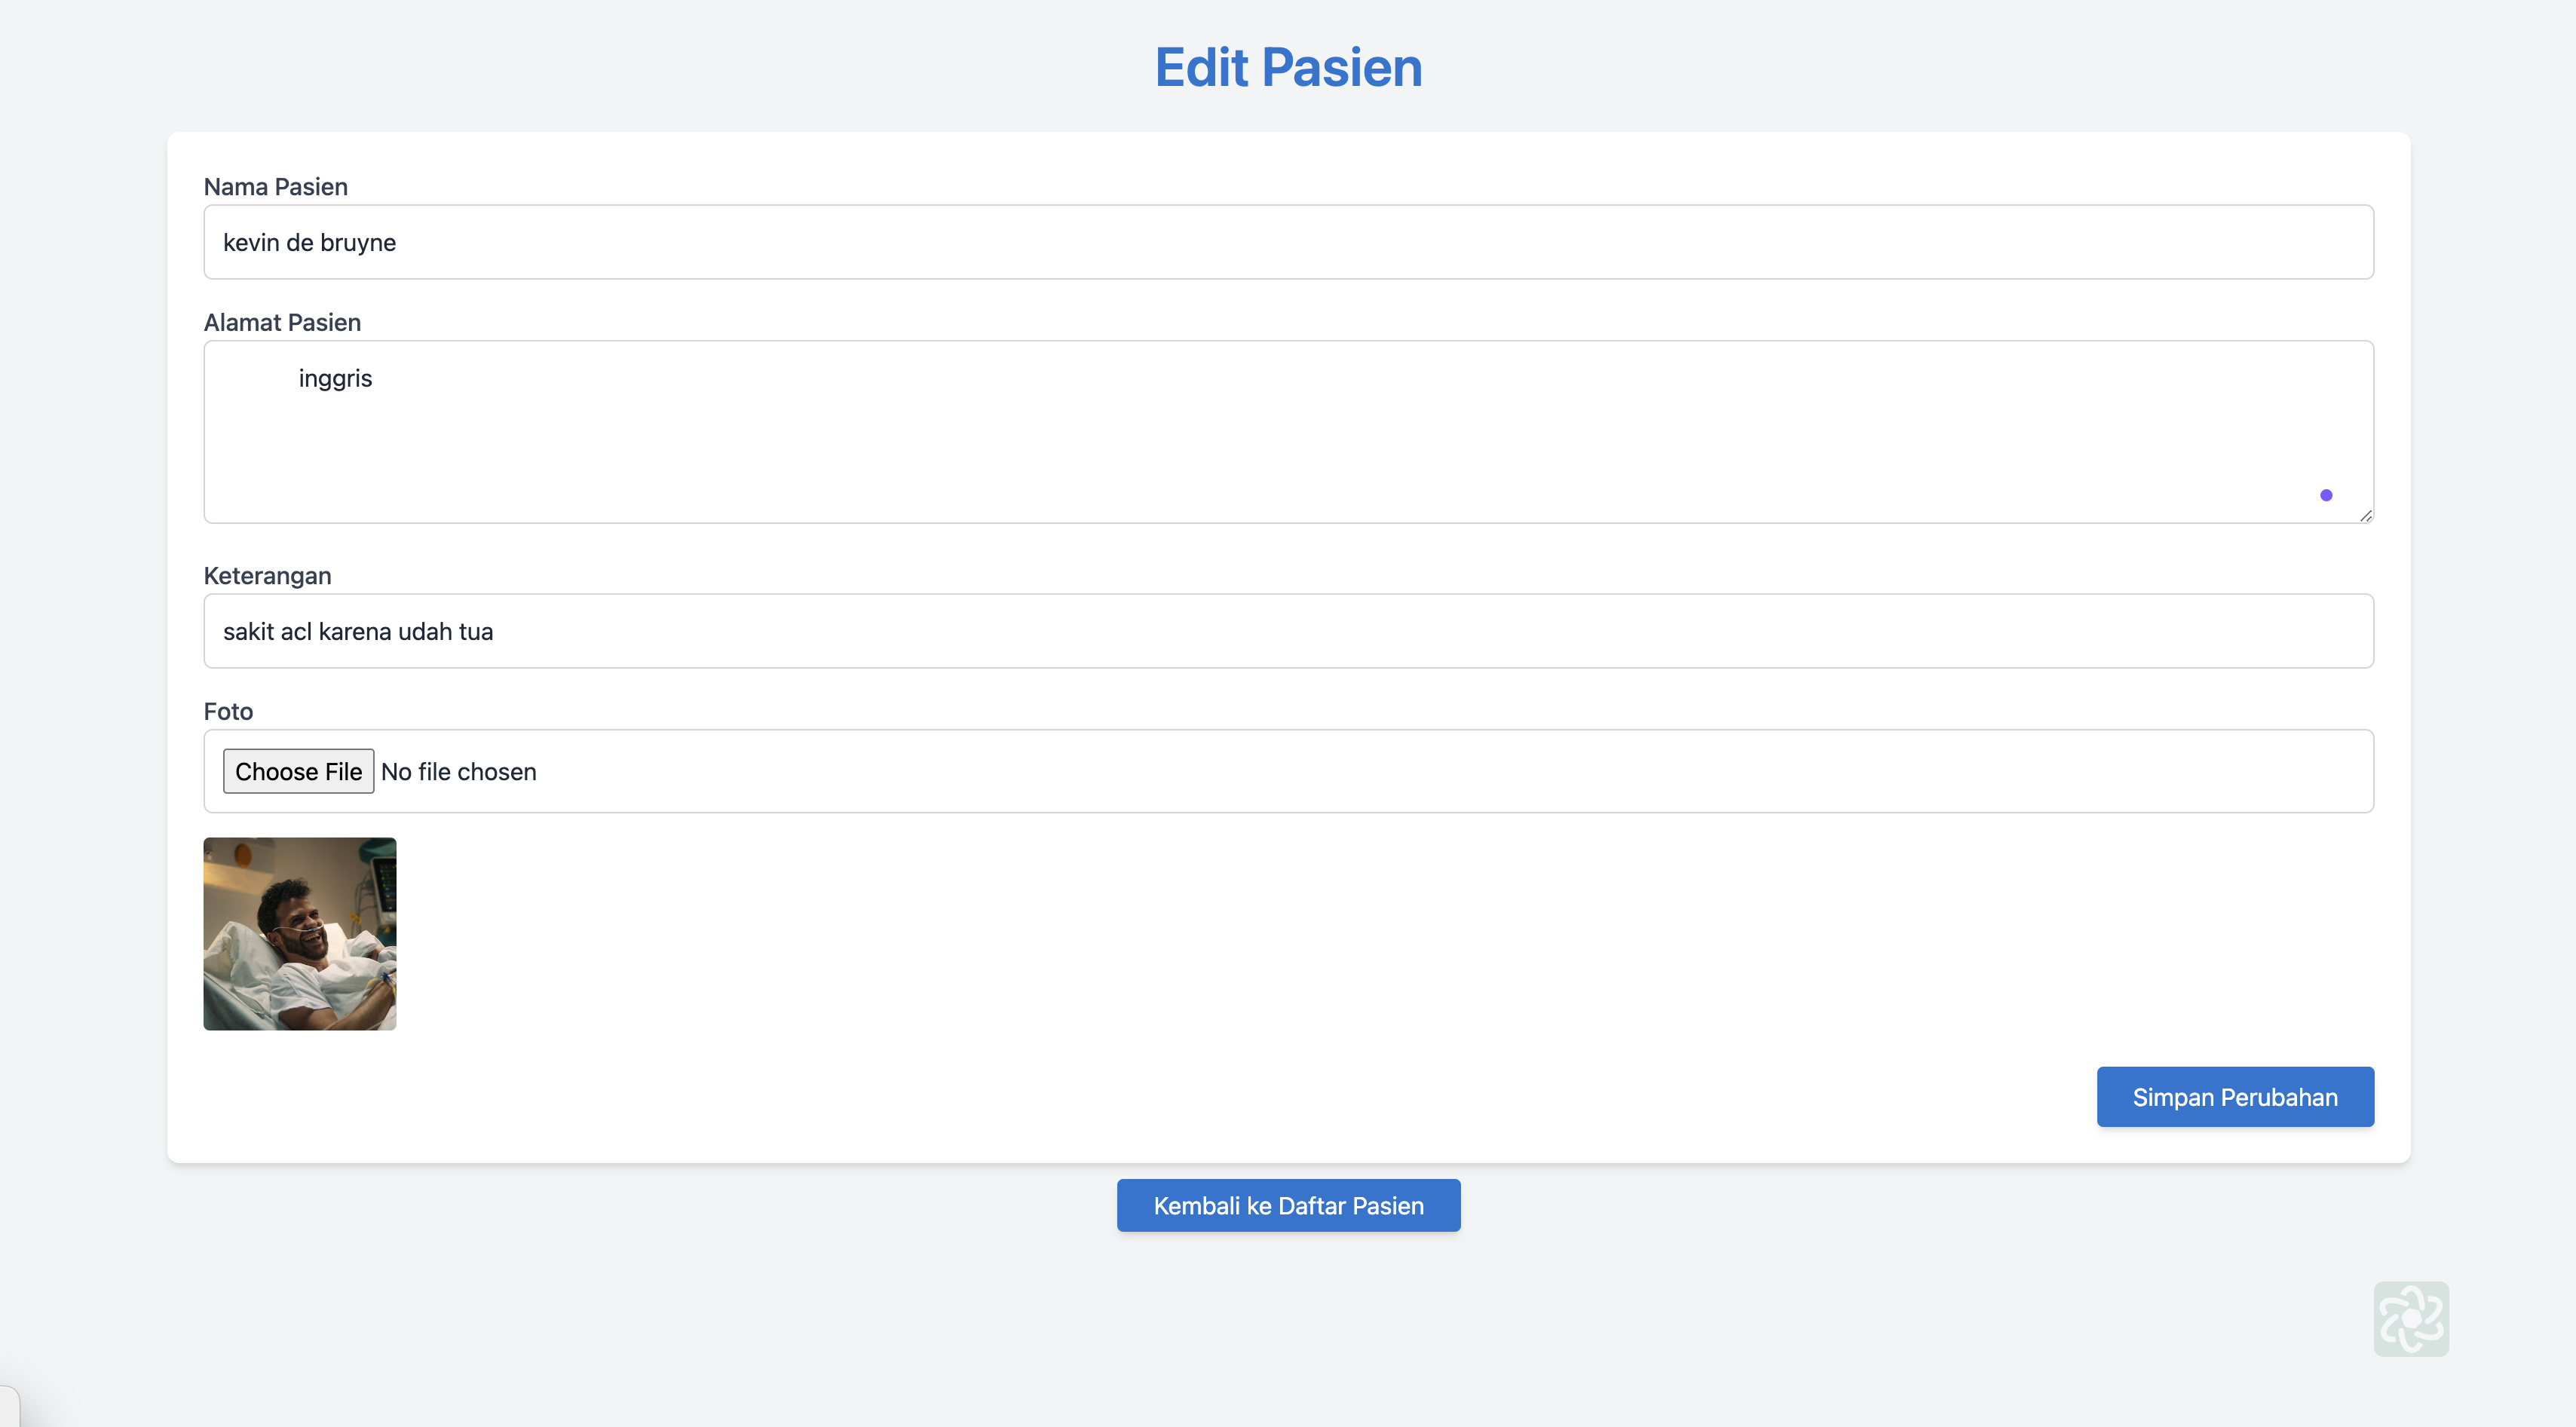 Edit Pasien
Nama Pasien
kevin de bruyne
Alamat Pasien
inggris
Keterangan
sakit acl karena udah tua
Foto
Choose File No file chosen
Simpan Perubahan
Kembali ke Daftar Pasien